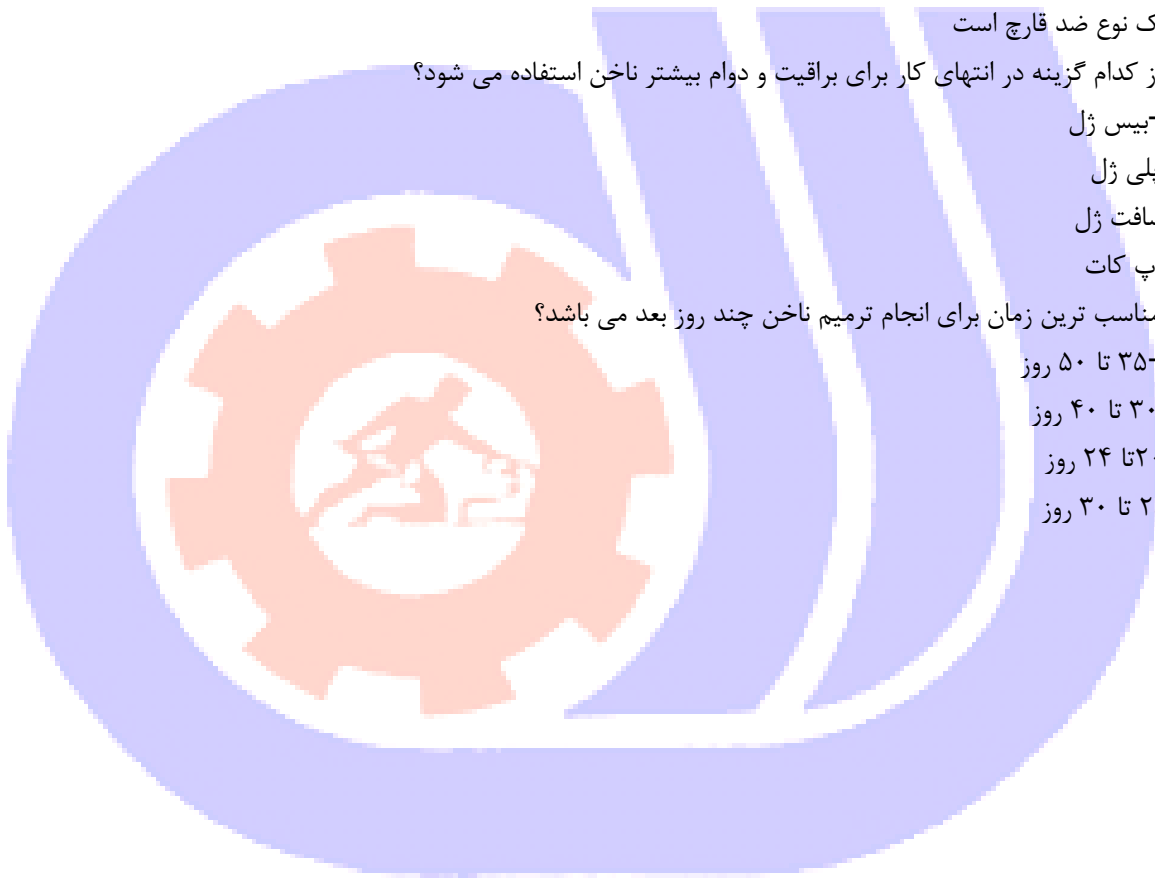 ک نوع ضد قارچ است
ز کدام گزینه در انتهای کار برای براقیت و دوام بیشتر ناخن استفاده می شود؟
-بیس ژل
پلی ژل
سافت ژل
پ کات
مناسب ترین زمان برای انجام ترمیم ناخن چند روز بعد می باشد؟
-۳۵ تا ۵۰ روز
۳۰ تا ۴۰ روز
۲۰تا ۲۴ روز
تا ۳۰ روز